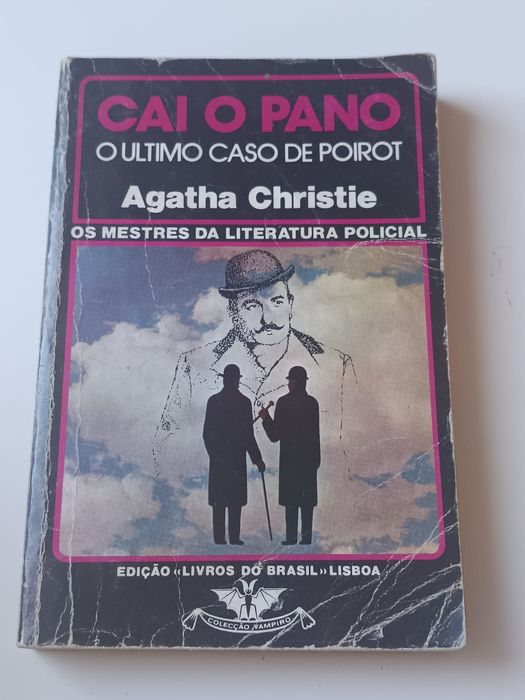 CAI O PANO
O ULTIMO CASO DE POIROT
Agatha Christie
OS MESTRES DA LITERATURA POLICIAL
EDIÇÃO «LIVROS DO BRASIL» LISBOA
COLECÇÃO VAMPIRO